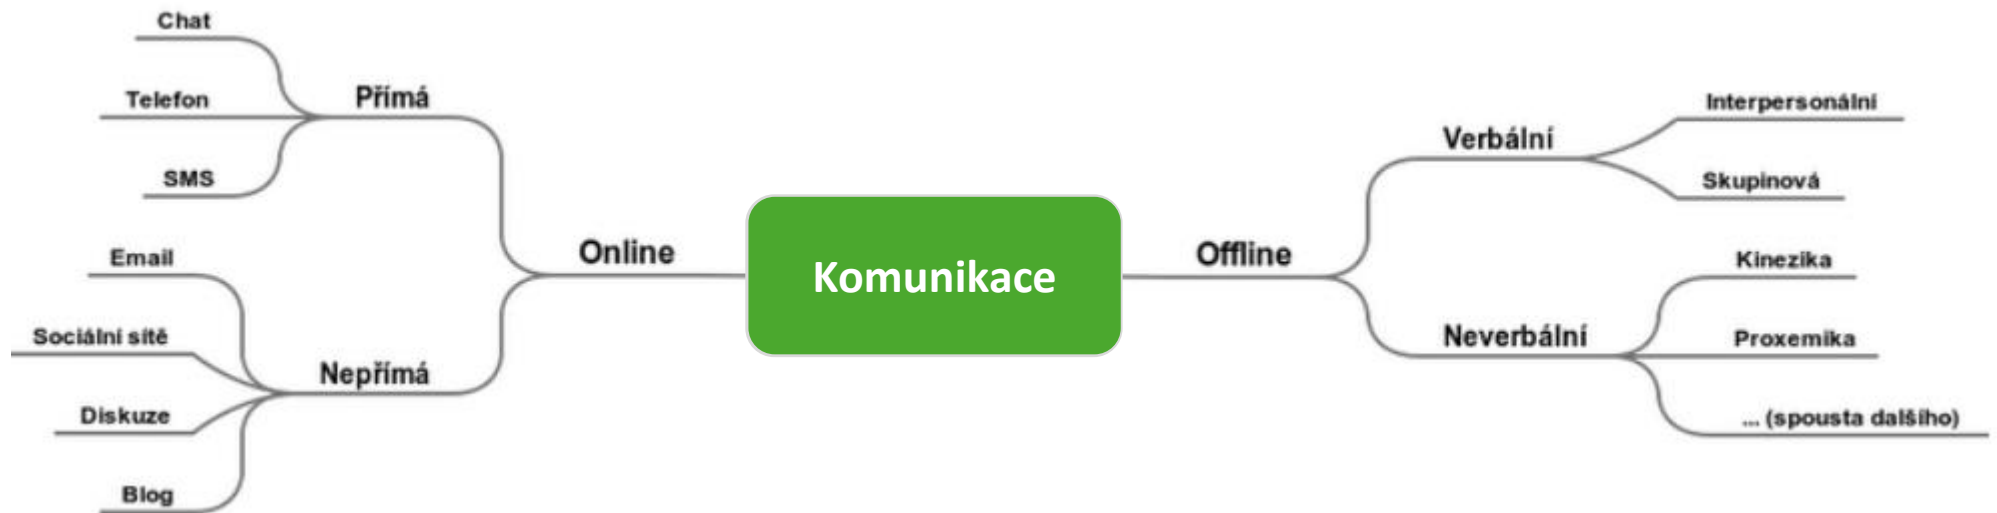 Chat
Telefon
Přímá
SMS
Online
Email
Sociální sítě
Nepřímá
Diskuze
Blog
Komunikace
Offline
Verbální
Interpersonální
Skupinová
Neverbální
Kinezika
Proxemika
... (spousta dalšího)